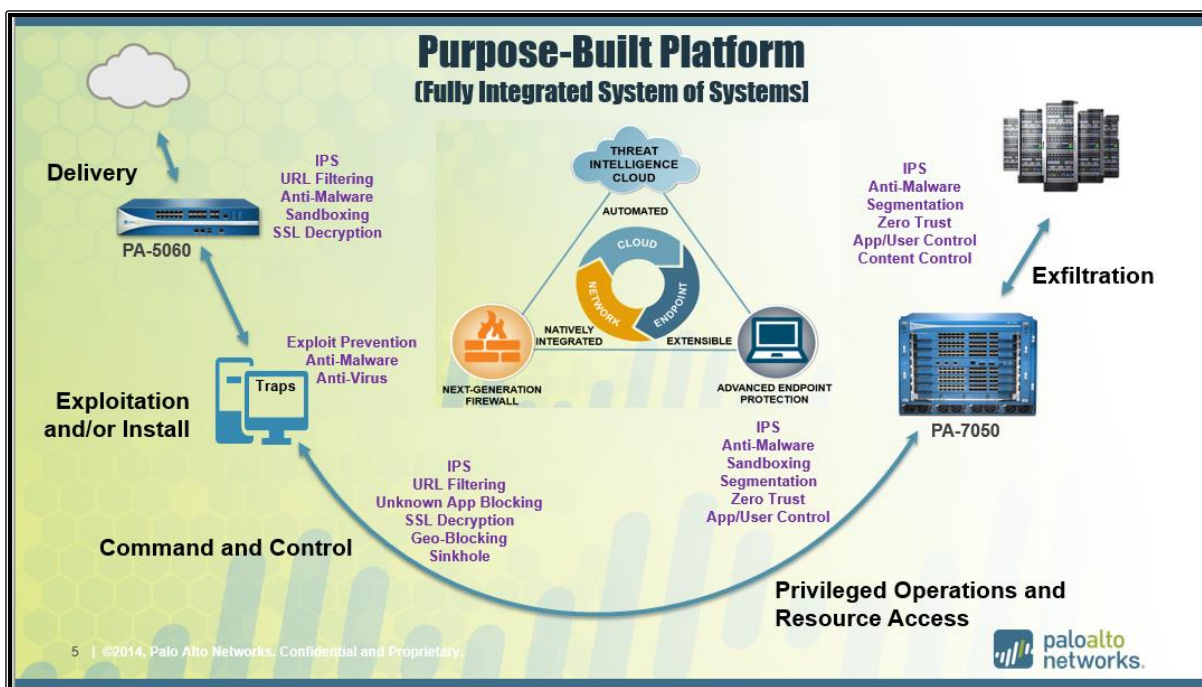 Purpose-Built Platform
(Fully Integrated System of Systems]
Delivery
IPS
URL Filtering
Anti-Malware
Sandboxing
SSL Decryption
PA-5060
THREAT
INTELLIGENCE
CLOUD
AUTOMATED
CLOUD
NETWORK
ENDPOINT
NATIVELY
INTEGRATED
EXTENSIBLE
NEXT-GENERATION
FIREWALL
ADVANCED ENDPOINT
PROTECTION
IPS
Anti-Malware
Segmentation
Zero Trust
App/User Control
Content Control
Exfiltration
PA-7050
Exploit Prevention
Anti-Malware
Anti-Virus
Traps
Exploitation
and/or Install
IPS
URL Filtering
Unknown App Blocking
SSL Decryption
Geo-Blocking
Sinkhole
IPS
Anti-Malware
Sandboxing
Segmentation
Zero Trust
App/User Control
Command and Control
Privileged Operations and
Resource Access
5 | ©2014, Palo Alto Networks. Confidential and Proprietary.
paloalto
networks.